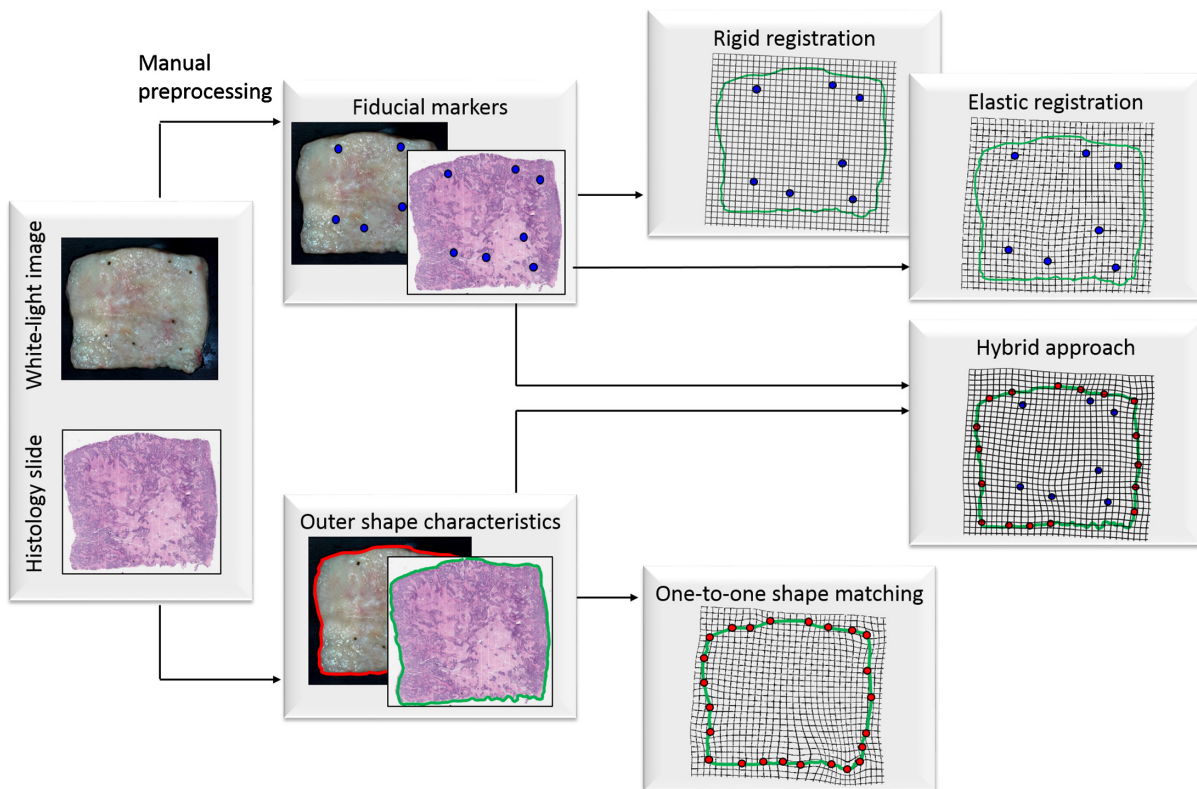 Manual
preprocessing
Fiducial markers
Rigid registration
Elastic registration
White-light image
Histology slide
Hybrid approach
Outer shape characteristics
One-to-one shape matching